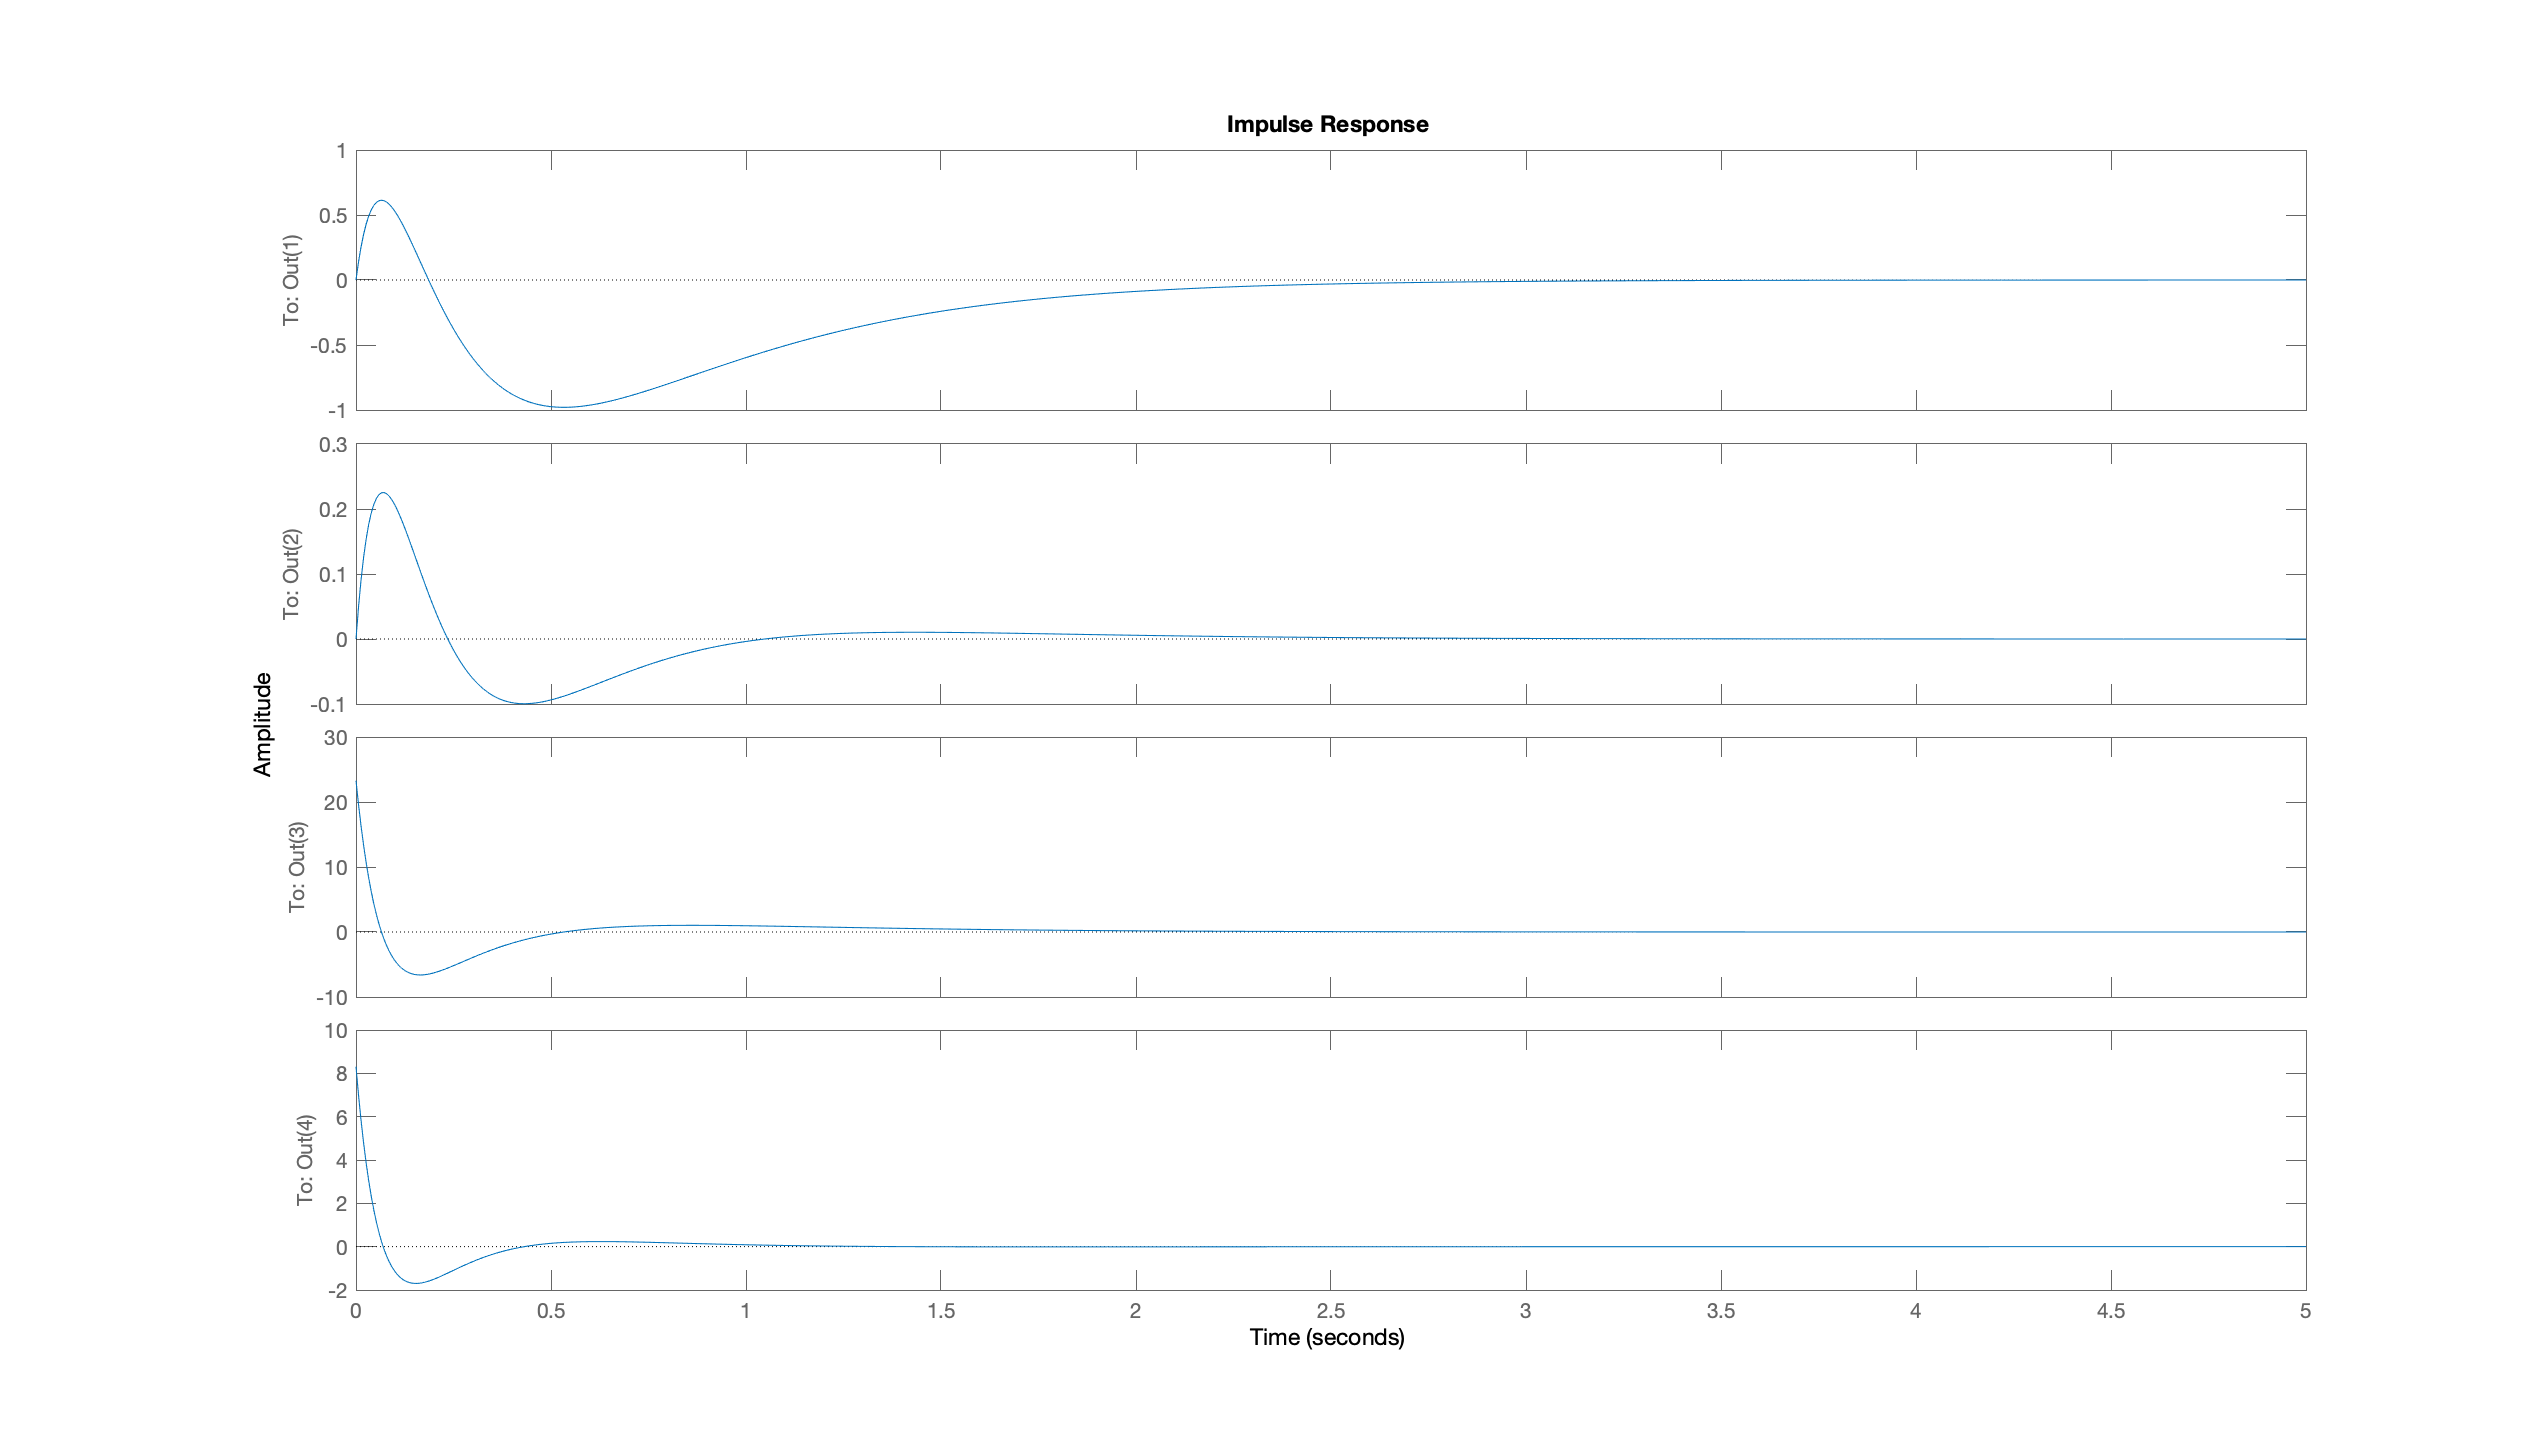 Impulse Response
Amplitude
To: Out(1)
1
0.5
0
-0.5
-1
To: Out(2)
0.3
0.2
0.1
0
-0.1
To: Out(3)
30
20
10
0
-10
To: Out(4)
10
8
6
4
2
0
-2
0 0.5 1 1.5 2 2.5 3 3.5 4 4.5 5
Time (seconds)